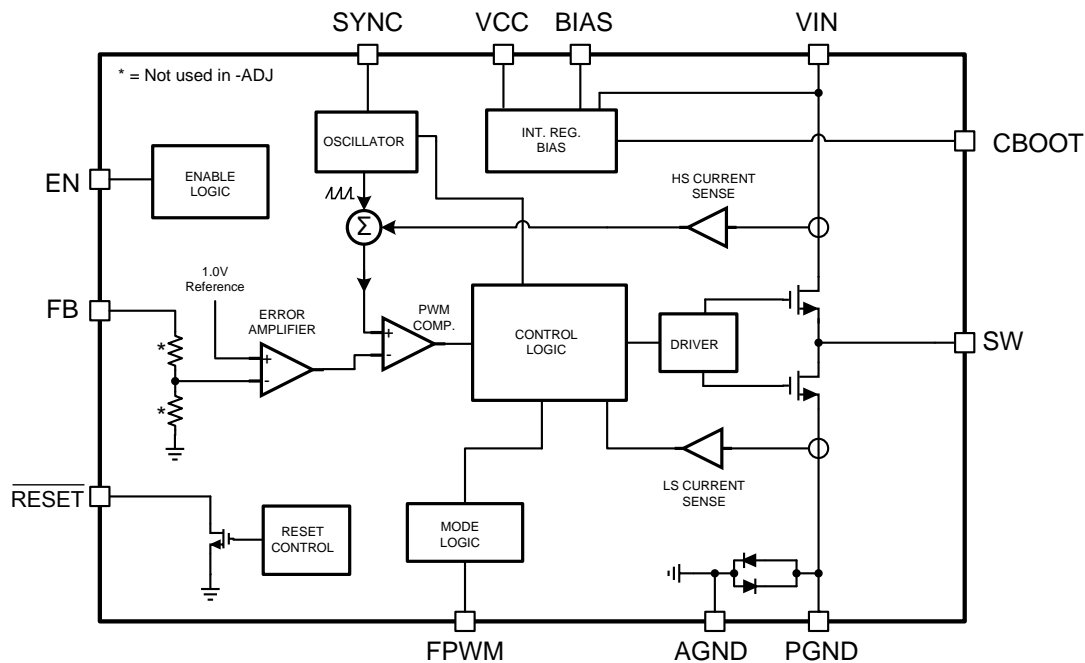 SYNC
VCC
BIAS
VIN
* = Not used in -ADJ
OSCILLATOR
INT. REG.
BIAS
CBOOT
EN
ENABLE
LOGIC
HS CURRENT
SENSE
Σ
1.0V
Reference
FB
ERROR
AMPLIFIER
PWM
COMP.
+
-
+
-
*
*
CONTROL
LOGIC
DRIVER
SW
LS CURRENT
SENSE
RESET
RESET
CONTROL
MODE
LOGIC
FPWM
AGND
PGND